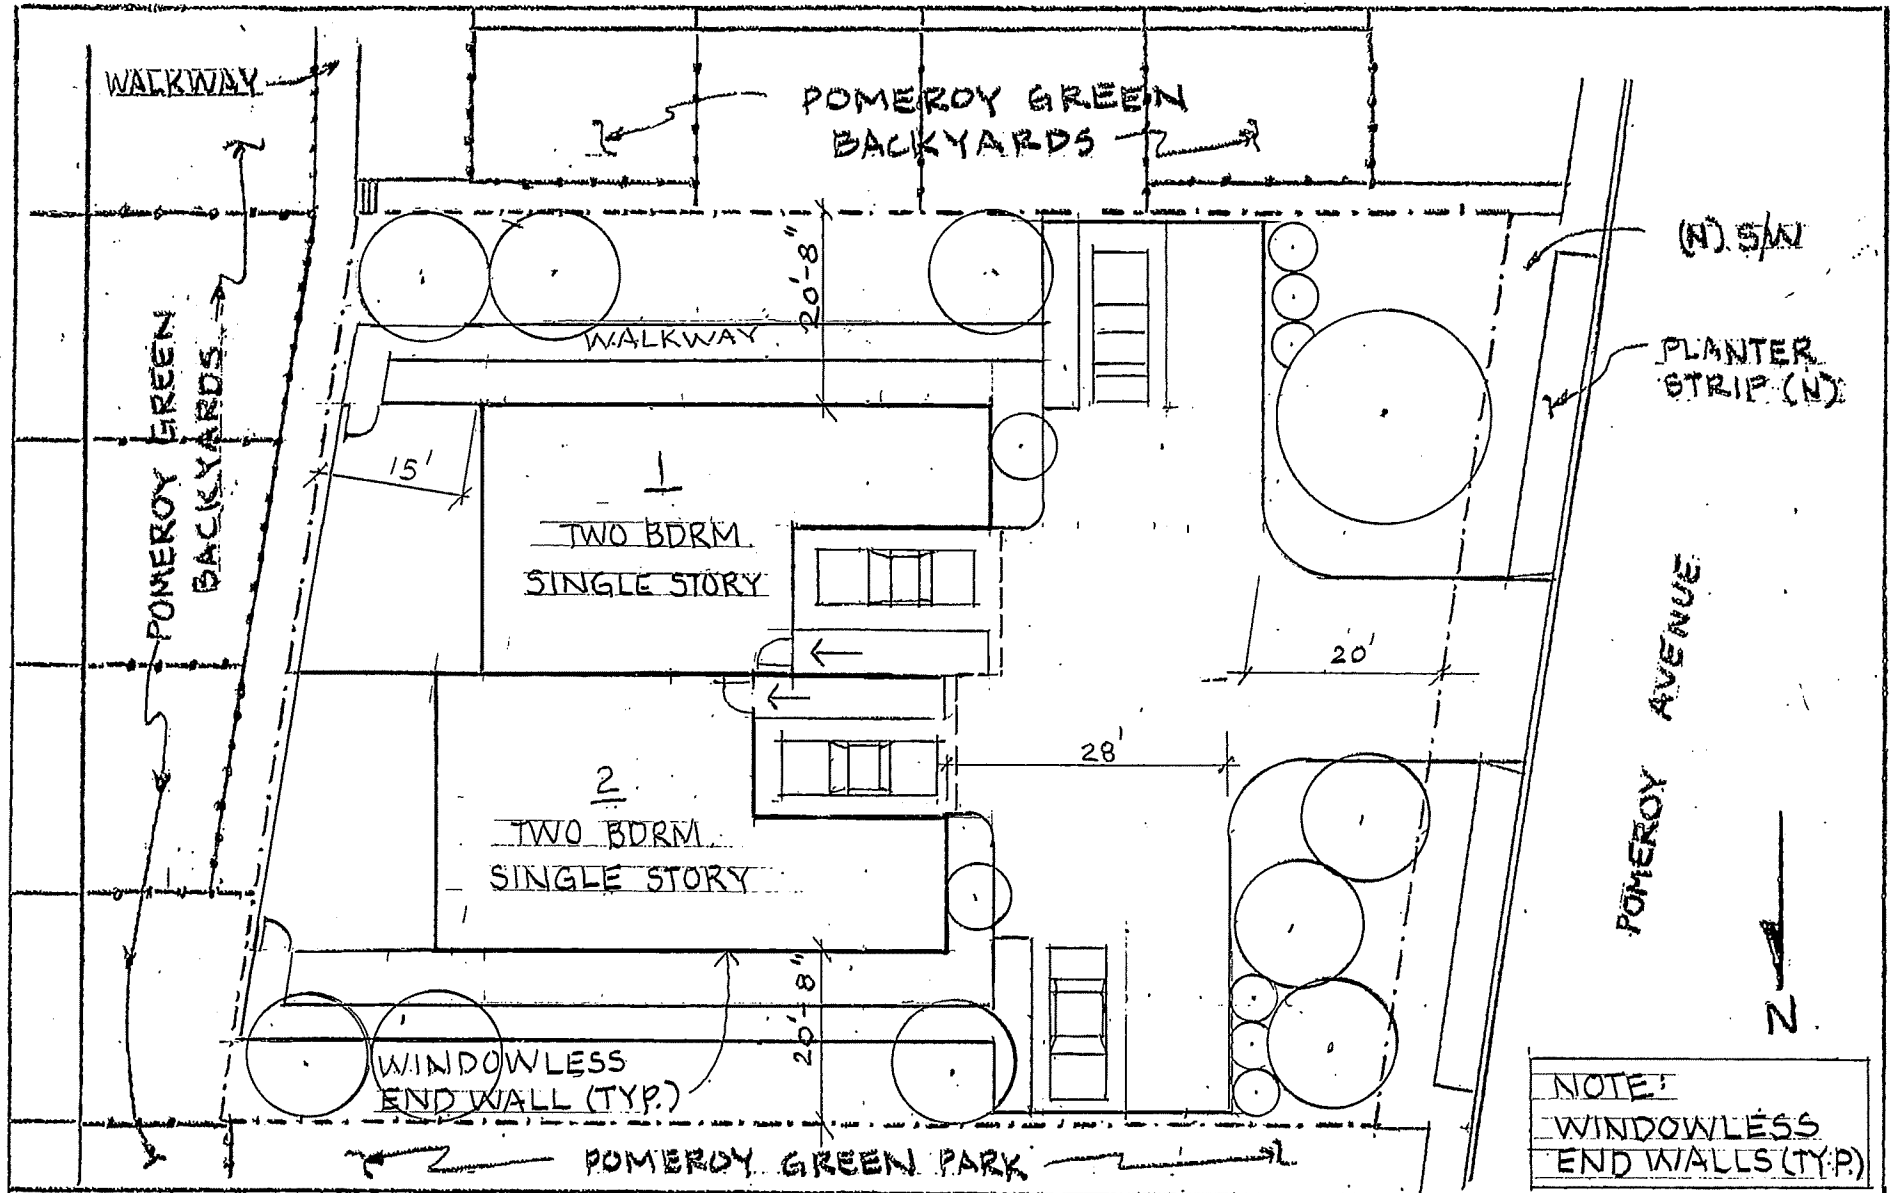 WALKWAY
POMEROY GREEN
BACKYARDS
(N) S/W
20'-8"
WALKWAY
PLANTER
STRIP (N)
POMEROY GREEN
BACKYARDS
15'
1
TWO BDRM.
SINGLE STORY
20'
POMEROY AVENUE
28'
2
TWO BDRM.
SINGLE STORY
20'-8"
N
WINDOWLESS
END WALL (TYP.)
NOTE:
WINDOWLESS
END WALLS (TYP.)
POMEROY GREEN PARK